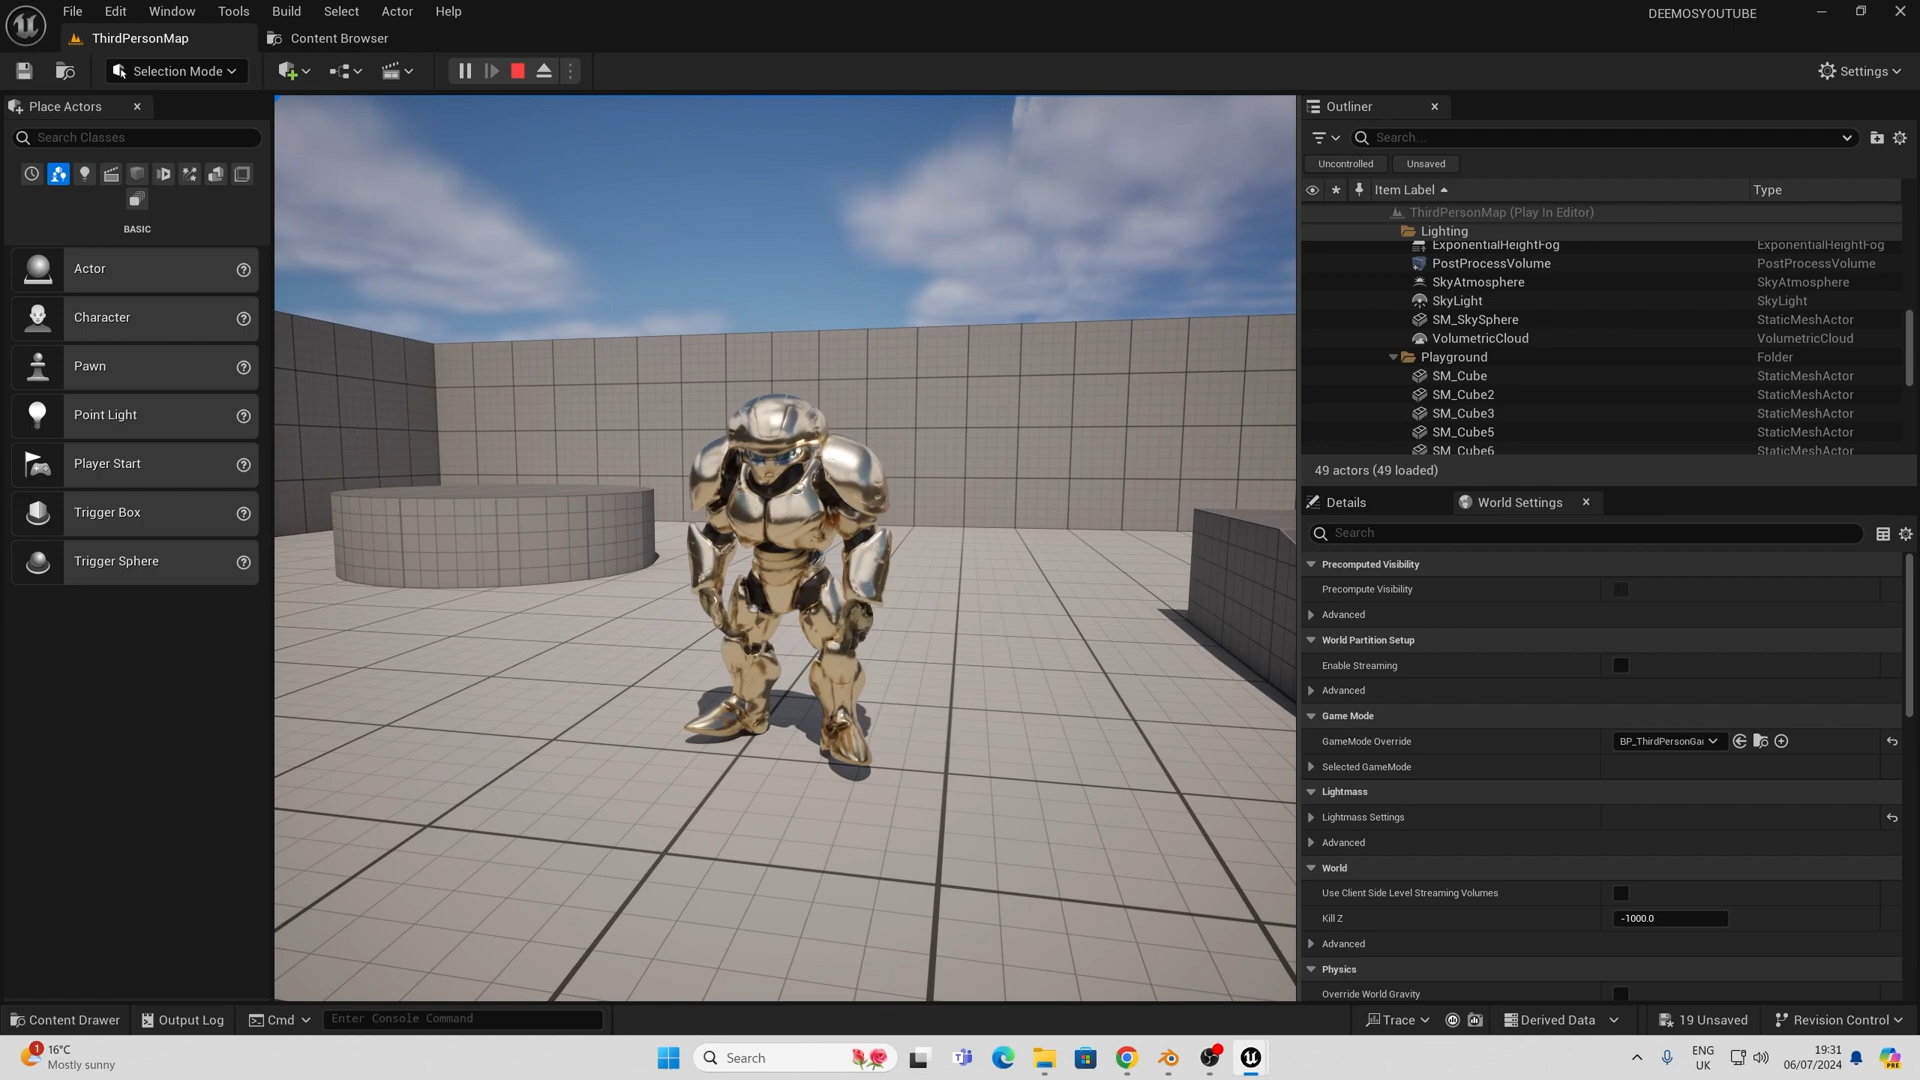 File Edit Window Tools Build Select Actor Help
DEEMOSYOUTUBE
ThirdPersonMap
Content Browser
Selection Mode
Settings
Place Actors
Search Classes
BASIC
Actor
Character
Pawn
Point Light
Player Start
Trigger Box
Trigger Sphere
Outliner
Search...
Uncontrolled
Unsaved
Item Label
Type
ThirdPersonMap (Play In Editor)
Lighting
ExponentialHeightFog ExponentialHeightFog
PostProcessVolume PostProcessVolume
SkyAtmosphere SkyAtmosphere
SkyLight SkyLight
SM_SkySphere StaticMeshActor
VolumetricCloud VolumetricCloud
Playground Folder
SM_Cube StaticMeshActor
SM_Cube2 StaticMeshActor
SM_Cube3 StaticMeshActor
SM_Cube5 StaticMeshActor
SM_Cube6 StaticMeshActor
49 actors (49 loaded)
Details
World Settings
Search
Precomputed Visibility
Precompute Visibility
Advanced
World Partition Setup
Enable Streaming
Advanced
Game Mode
GameMode Override BP_ThirdPersonGa
Selected GameMode
Lightmass
Lightmass Settings
Advanced
World
Use Client Side Level Streaming Volumes
Kill Z -1000.0
Advanced
Physics
Override World Gravity
Content Drawer
Output Log
Cmd
Enter Console Command
Trace
Derived Data
19 Unsaved
Revision Control
1
16°C
Mostly sunny
Search
ENG
UK
19:31
06/07/2024
PRE